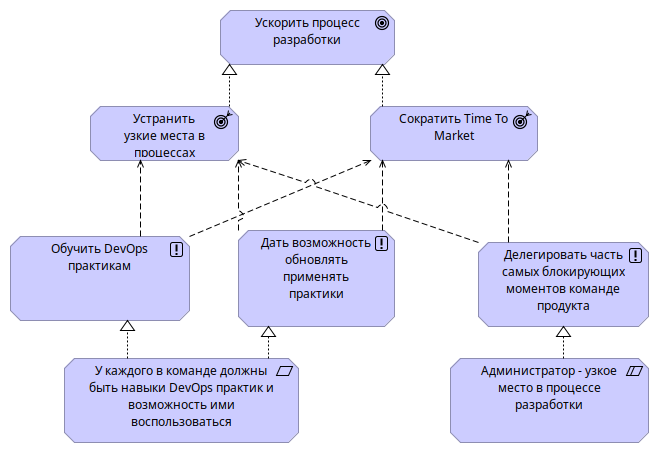 Ускорить процесс
разработки
Устранить
узкие места в
процессах
Сократить Time To
Market
Обучить DevOps
практикам
Дать возможность
обновлять
применять
практики
Делегировать часть
самых блокирующих
моментов команде
продукта
У каждого в команде должны
быть навыки DevOps практик и
возможность ими
воспользоваться
Администратор - узкое
место в процессе
разработки